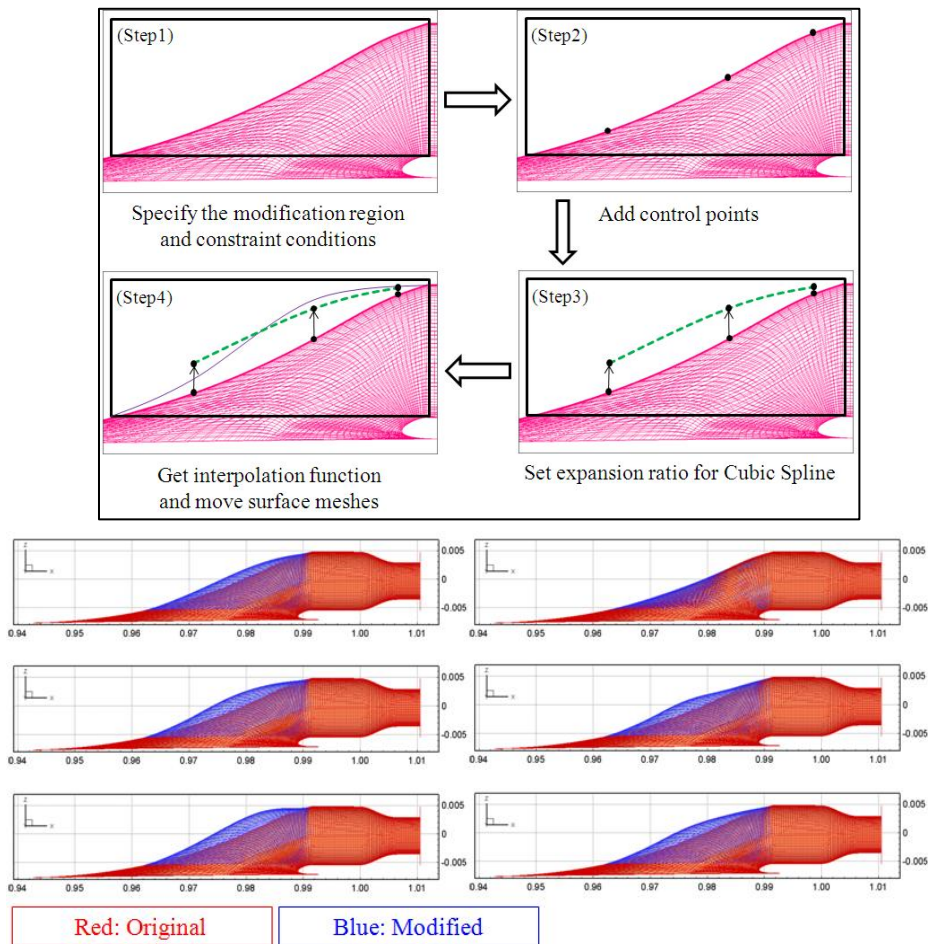 (Step1)
(Step2)
Specify the modification region
and constraint conditions
Add control points
(Step4)
(Step3)
Get interpolation function
and move surface meshes
Set expansion ratio for Cubic Spline
z
x
0.005
0
-0.005
0.94 0.95 0.96 0.97 0.98 0.99 1.00 1.01
z
x
0.005
0
-0.005
0.94 0.95 0.96 0.97 0.98 0.99 1.00 1.01
z
x
0.005
0
-0.005
0.94 0.95 0.96 0.97 0.98 0.99 1.00 1.01
z
x
0.005
0
-0.005
0.94 0.95 0.96 0.97 0.98 0.99 1.00 1.01
z
x
0.005
0
-0.005
0.94 0.95 0.96 0.97 0.98 0.99 1.00 1.01
z
x
0.005
0
-0.005
0.94 0.95 0.96 0.97 0.98 0.99 1.00 1.01
Red: Original
Blue: Modified